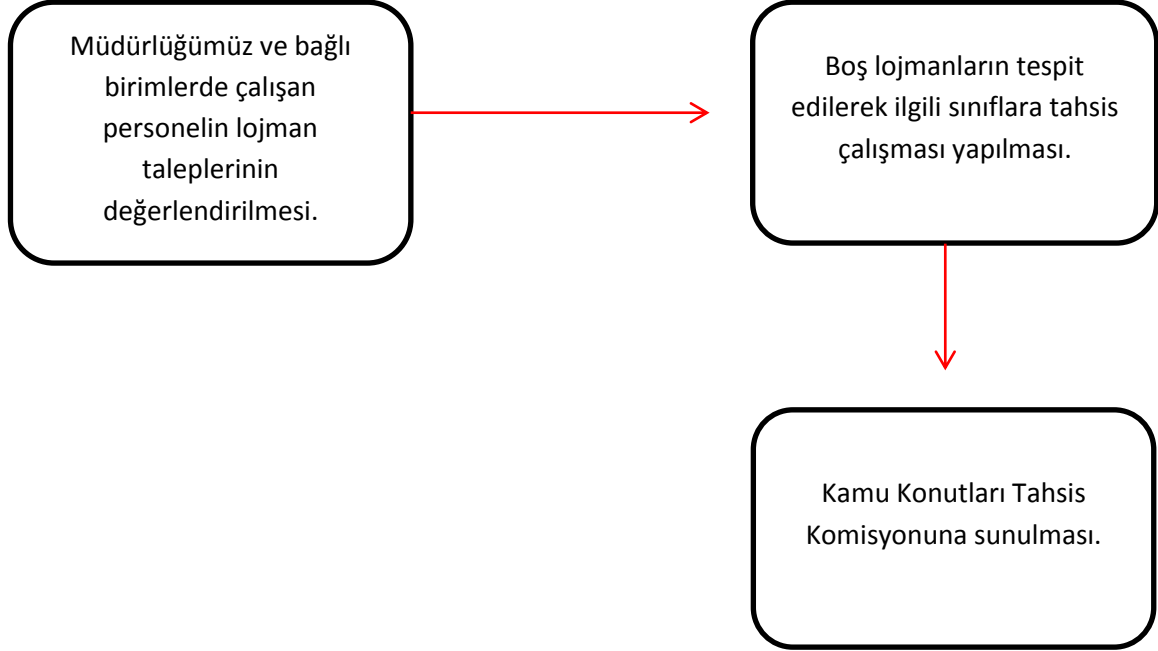 Müdürlüğümüz ve bağlı
birimlerde çalışan
personelin lojman
taleplerinin
değerlendirilmesi.
Boş lojmanların tespit
edilerek ilgili sınıflara tahsis
çalışması yapılması.
Kamu Konutları Tahsis
Komisyonuna sunulması.